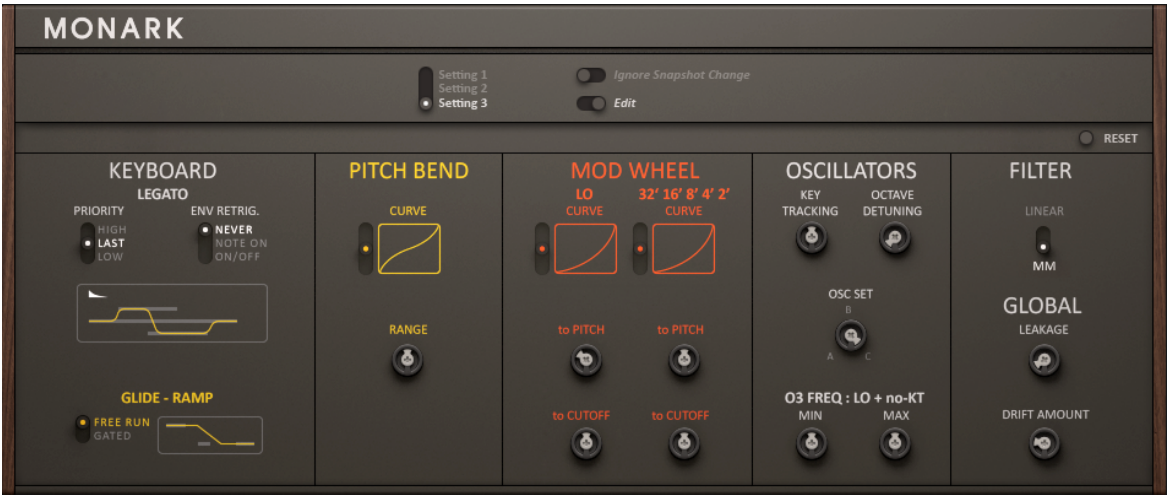 MONARK
Setting 1
Setting 2
Setting 3
Ignore Snapshot Change
Edit
RESET
KEYBOARD
LEGATO
PRIORITY
HIGH
LAST
LOW
ENV RETRIG.
NEVER
NOTE ON
ON/OFF
GLIDE - RAMP
FREE RUN
GATED
PITCH BEND
CURVE
RANGE
MOD WHEEL
LO 32' 16' 8' 4' 2'
CURVE CURVE
to PITCH to PITCH
to CUTOFF to CUTOFF
OSCILLATORS
KEY TRACKING
OCTAVE DETUNING
OSC SET
B
A C
O3 FREQ : LO + no-KT
MIN MAX
FILTER
LINEAR
MM
GLOBAL
LEAKAGE
DRIFT AMOUNT